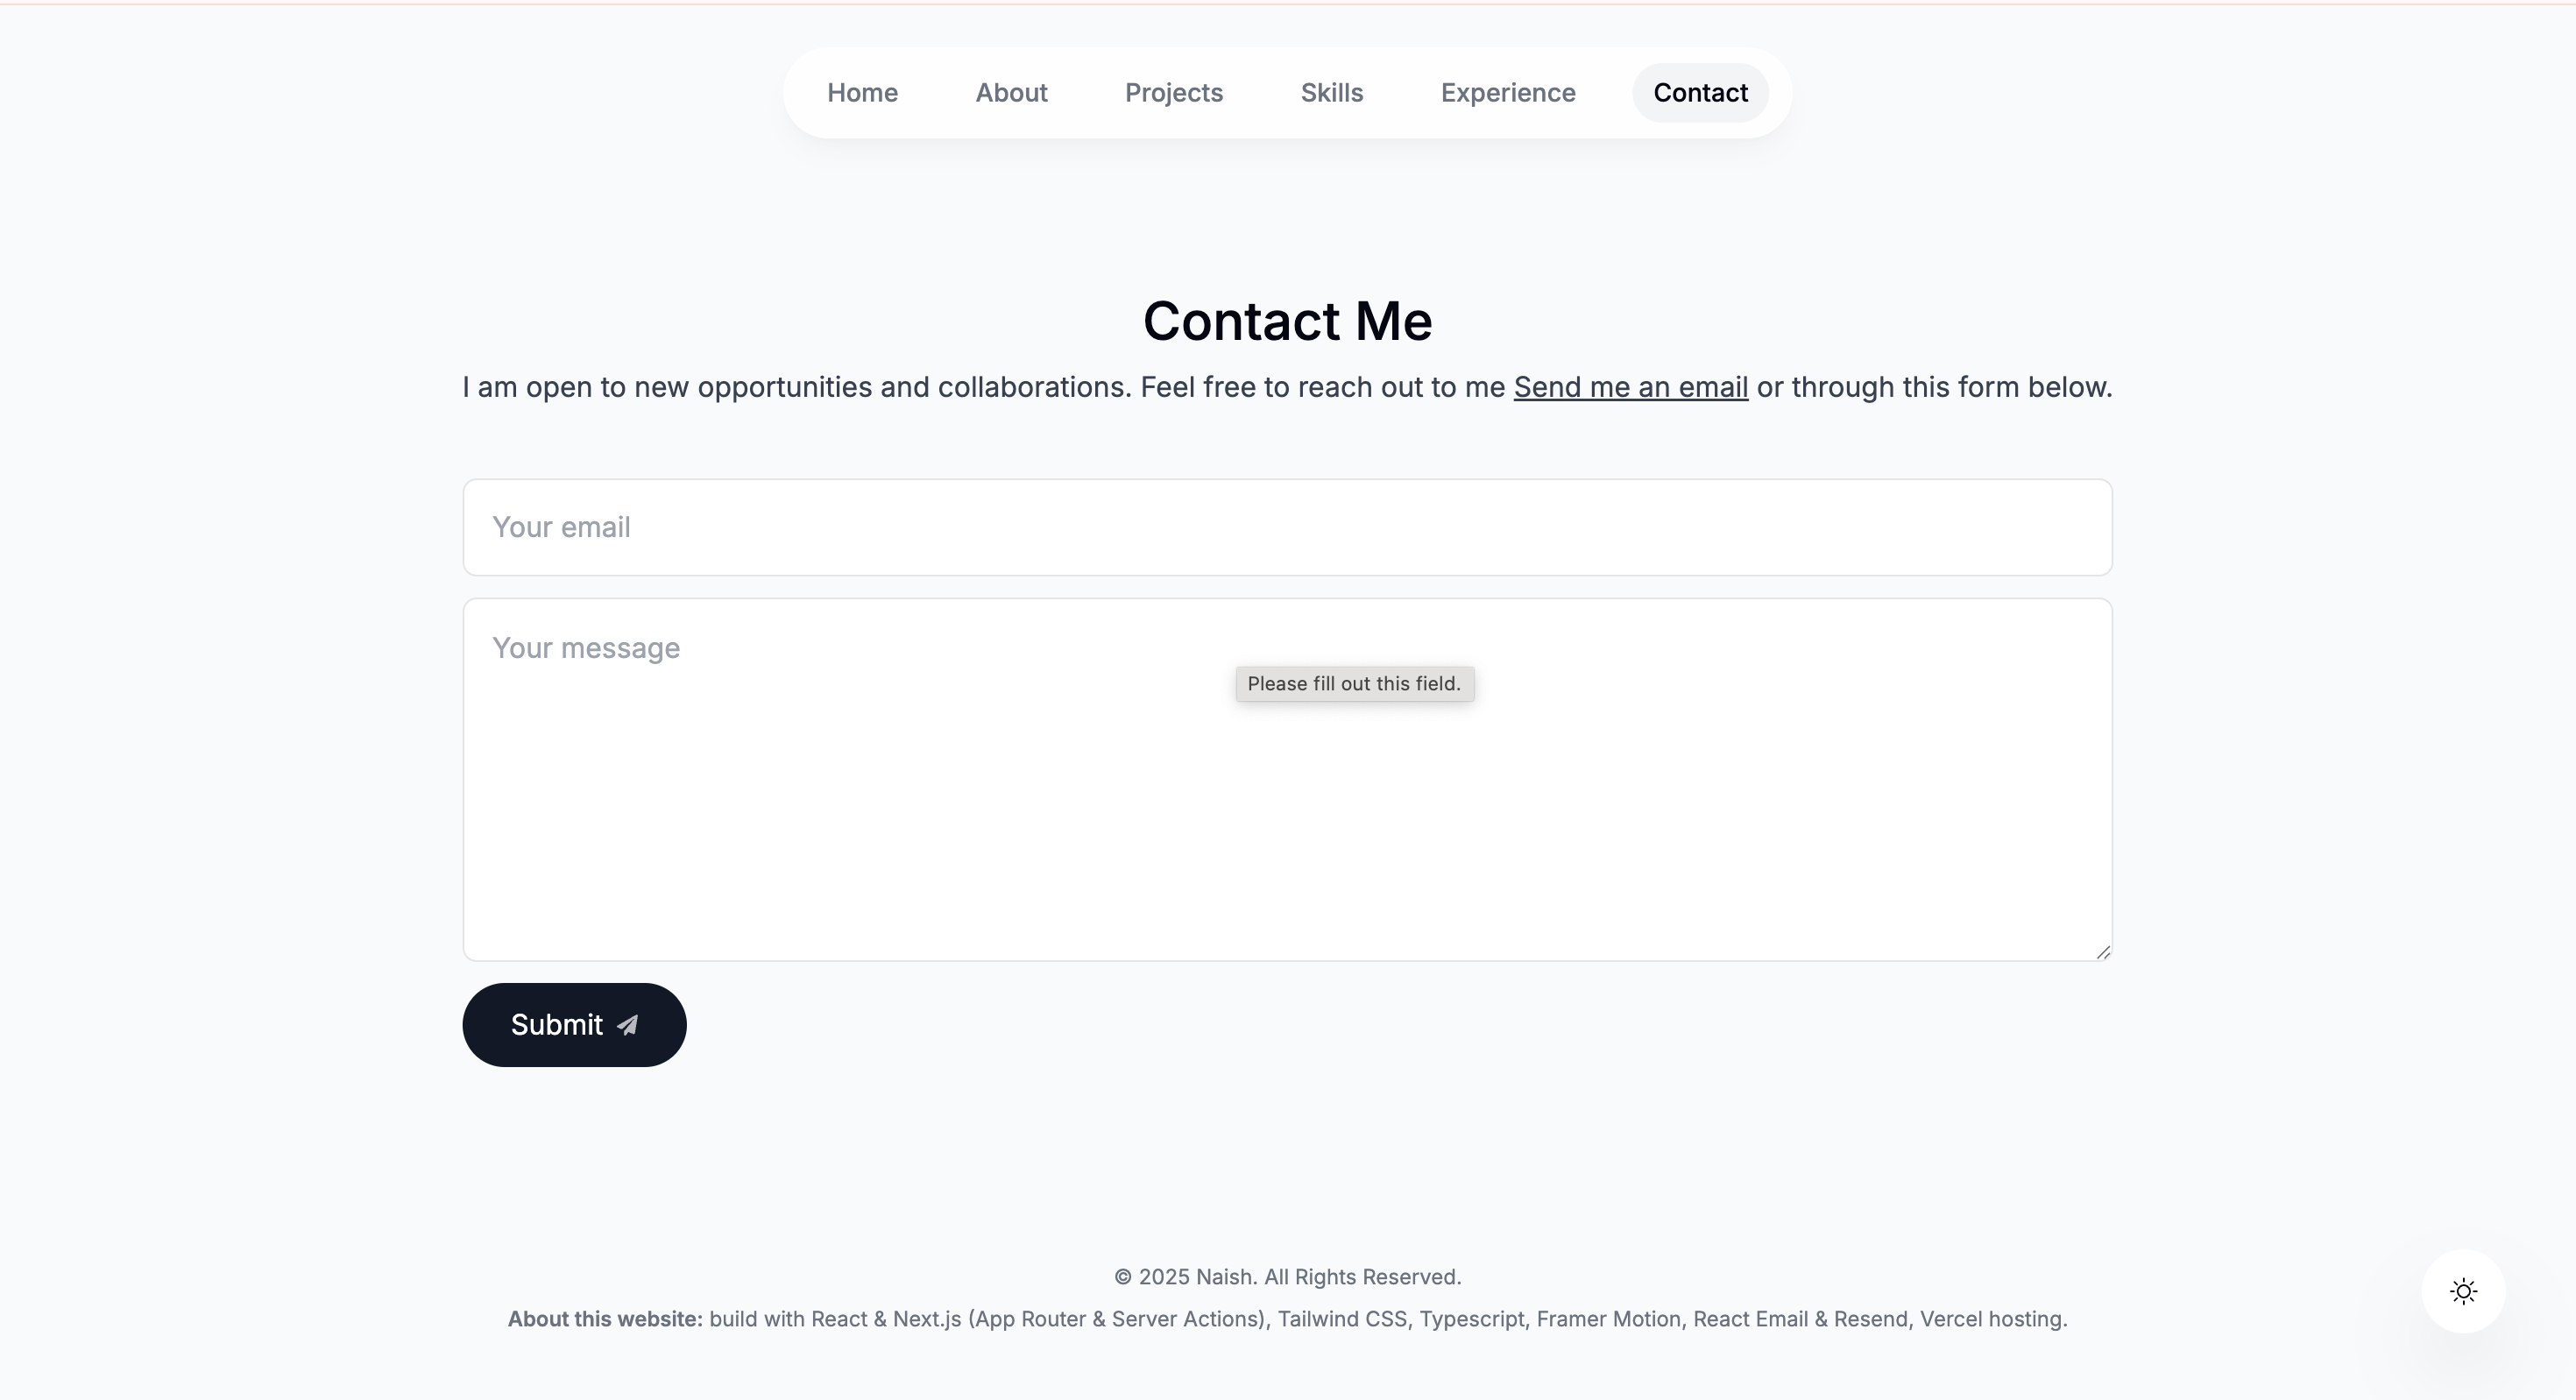 Home About Projects Skills Experience Contact
Contact Me
I am open to new opportunities and collaborations. Feel free to reach out to me Send me an email or through this form below.
Your email
Your message
Please fill out this field.
Submit
© 2025 Naish. All Rights Reserved.
About this website: build with React & Next.js (App Router & Server Actions), Tailwind CSS, Typescript, Framer Motion, React Email & Resend, Vercel hosting.